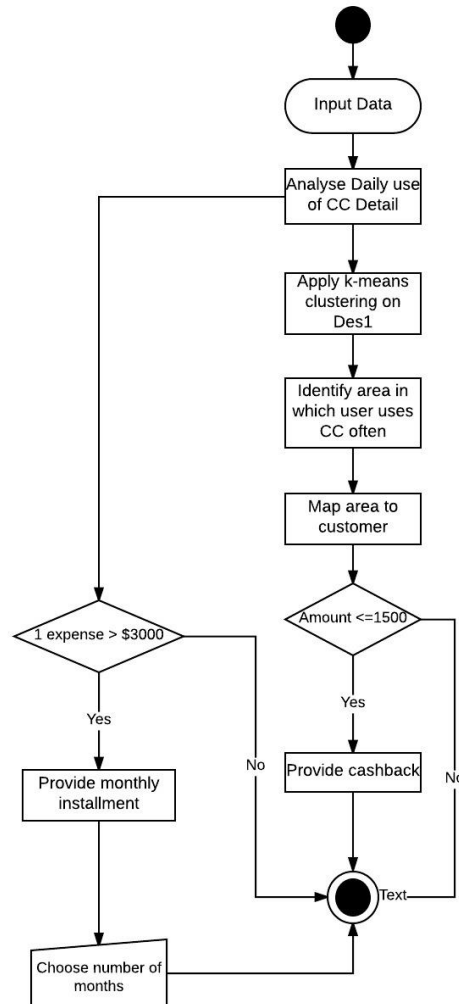 Input Data
Analyse Daily use
of CC Detail
Apply k-means
clustering on
Des1
Identify area in
which user uses
CC often
Map area to
customer
1 expense > $3000
Amount <=1500
Yes
Yes
No
No
Provide monthly
installment
Provide cashback
Text
Choose number of
months